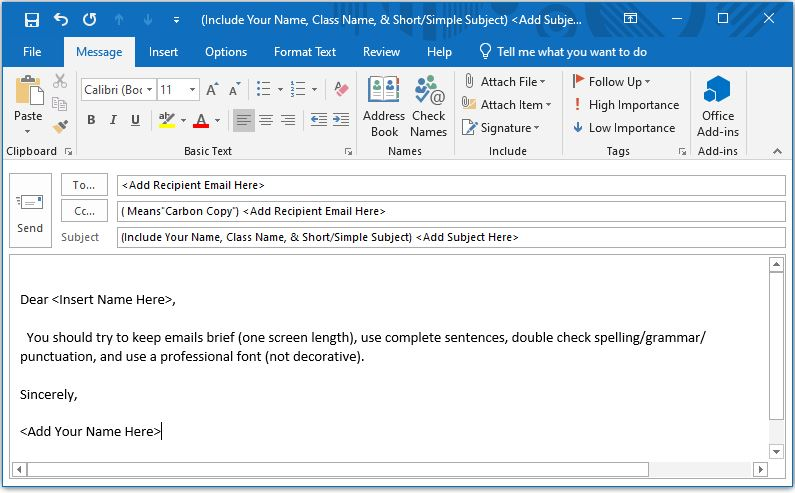 (Include Your Name, Class Name, & Short/Simple Subject) <Add Subje...
File Message Insert Options Format Text Review Help Tell me what you want to do
Paste
Clipboard
Calibri (Boc 11
B I U
Basic Text
Address Book
Check Names
Names
Attach File
Attach Item
Signature
Include
Follow Up
High Importance
Low Importance
Tags
Office Add-ins
Add-ins
Send
To... <Add Recipient Email Here>
Cc... ( Means"Carbon Copy") <Add Recipient Email Here>
Subject (Include Your Name, Class Name, & Short/Simple Subject) <Add Subject Here>
Dear <Insert Name Here>,
You should try to keep emails brief (one screen length), use complete sentences, double check spelling/grammar/
punctuation, and use a professional font (not decorative).
Sincerely,
<Add Your Name Here>